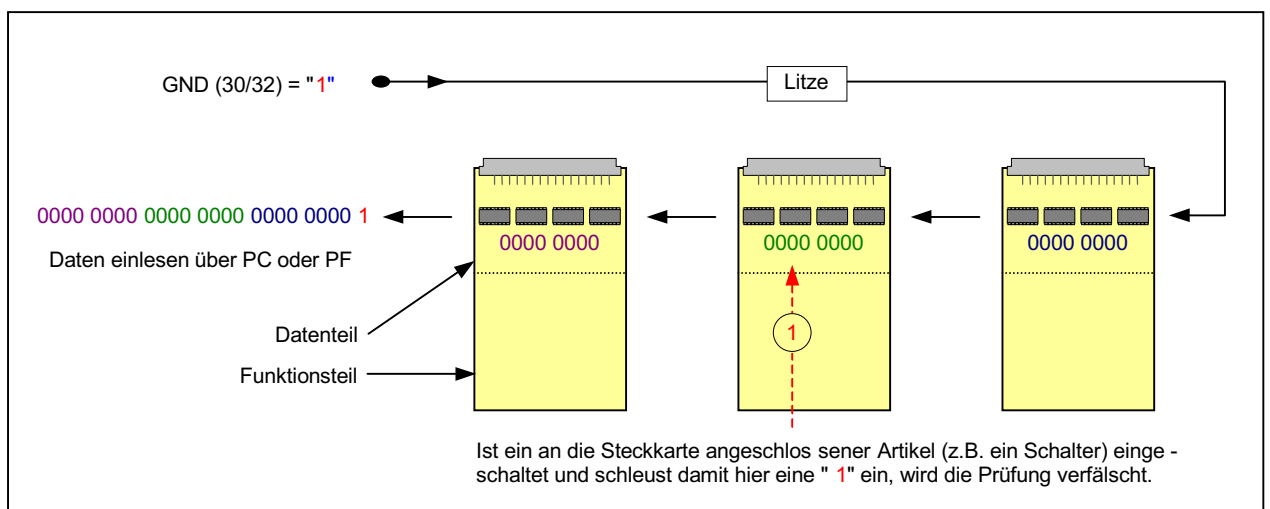 GND (30/32) = "1"
Litze
0000 0000 0000 0000 0000 0000 1
0000 0000
0000 0000
0000 0000
Daten einlesen über PC oder PF
Datenteil
1
Funktionsteil
Ist ein an die Steckkarte angeschlos sener Artikel (z.B. ein Schalter) einge -
schaltet und schleust damit hier eine " 1" ein, wird die Prüfung verfälscht.